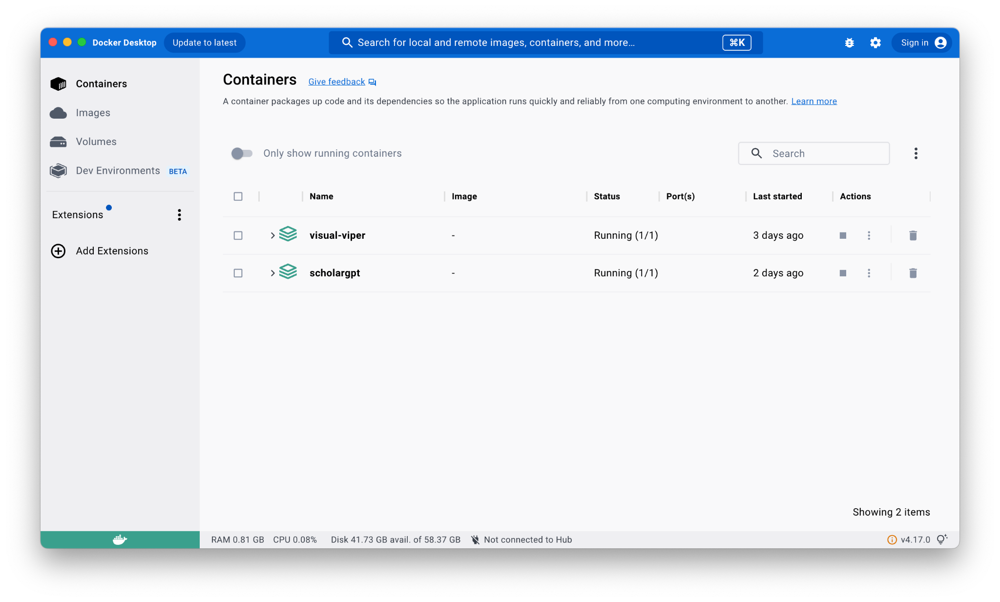 Docker Desktop
Update to latest
Search for local and remote images, containers, and more...
⌘K
Sign in
Containers
Images
Volumes
Dev Environments BETA
Extensions
Add Extensions
Containers
Give feedback
A container packages up code and its dependencies so the application runs quickly and reliably from one computing environment to another. Learn more
Only show running containers
Search
Name Image Status Port(s) Last started Actions
visual-viper - Running (1/1) 3 days ago
scholargpt - Running (1/1) 2 days ago
Showing 2 items
RAM 0.81 GB CPU 0.08% Disk 41.73 GB avail. of 58.37 GB Not connected to Hub v4.17.0